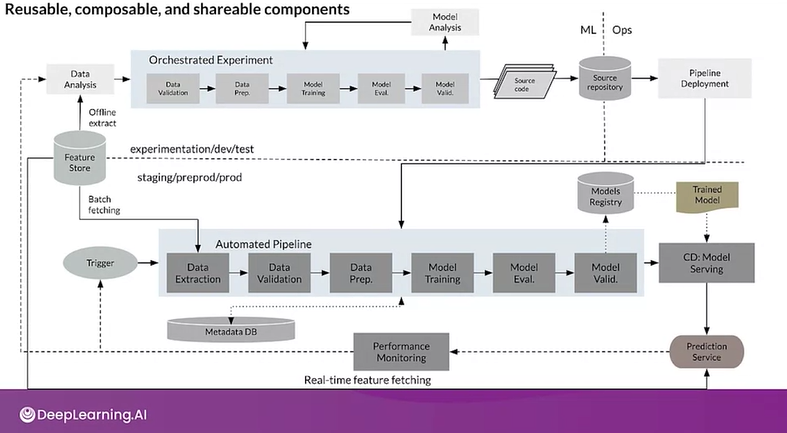 Reusable, composable, and shareable components
Model
Analysis
ML
Ops
Orchestrated Experiment
Data
Analysis
Data
Validation
Data
Prep.
Model
Training
Model
Eval.
Model
Valid.
Source
code
Source
repository
Pipeline
Deployment
Offline
extract
Feature
Store
experimentation/dev/test
staging/preprod/prod
Batch
fetching
Models
Registry
Trained
Model
Automated Pipeline
Trigger
Data
Extraction
Data
Validation
Data
Prep.
Model
Training
Model
Eval.
Model
Valid.
CD: Model
Serving
Metadata DB
Performance
Monitoring
Prediction
Service
Real-time feature fetching
DeepLearning.AI